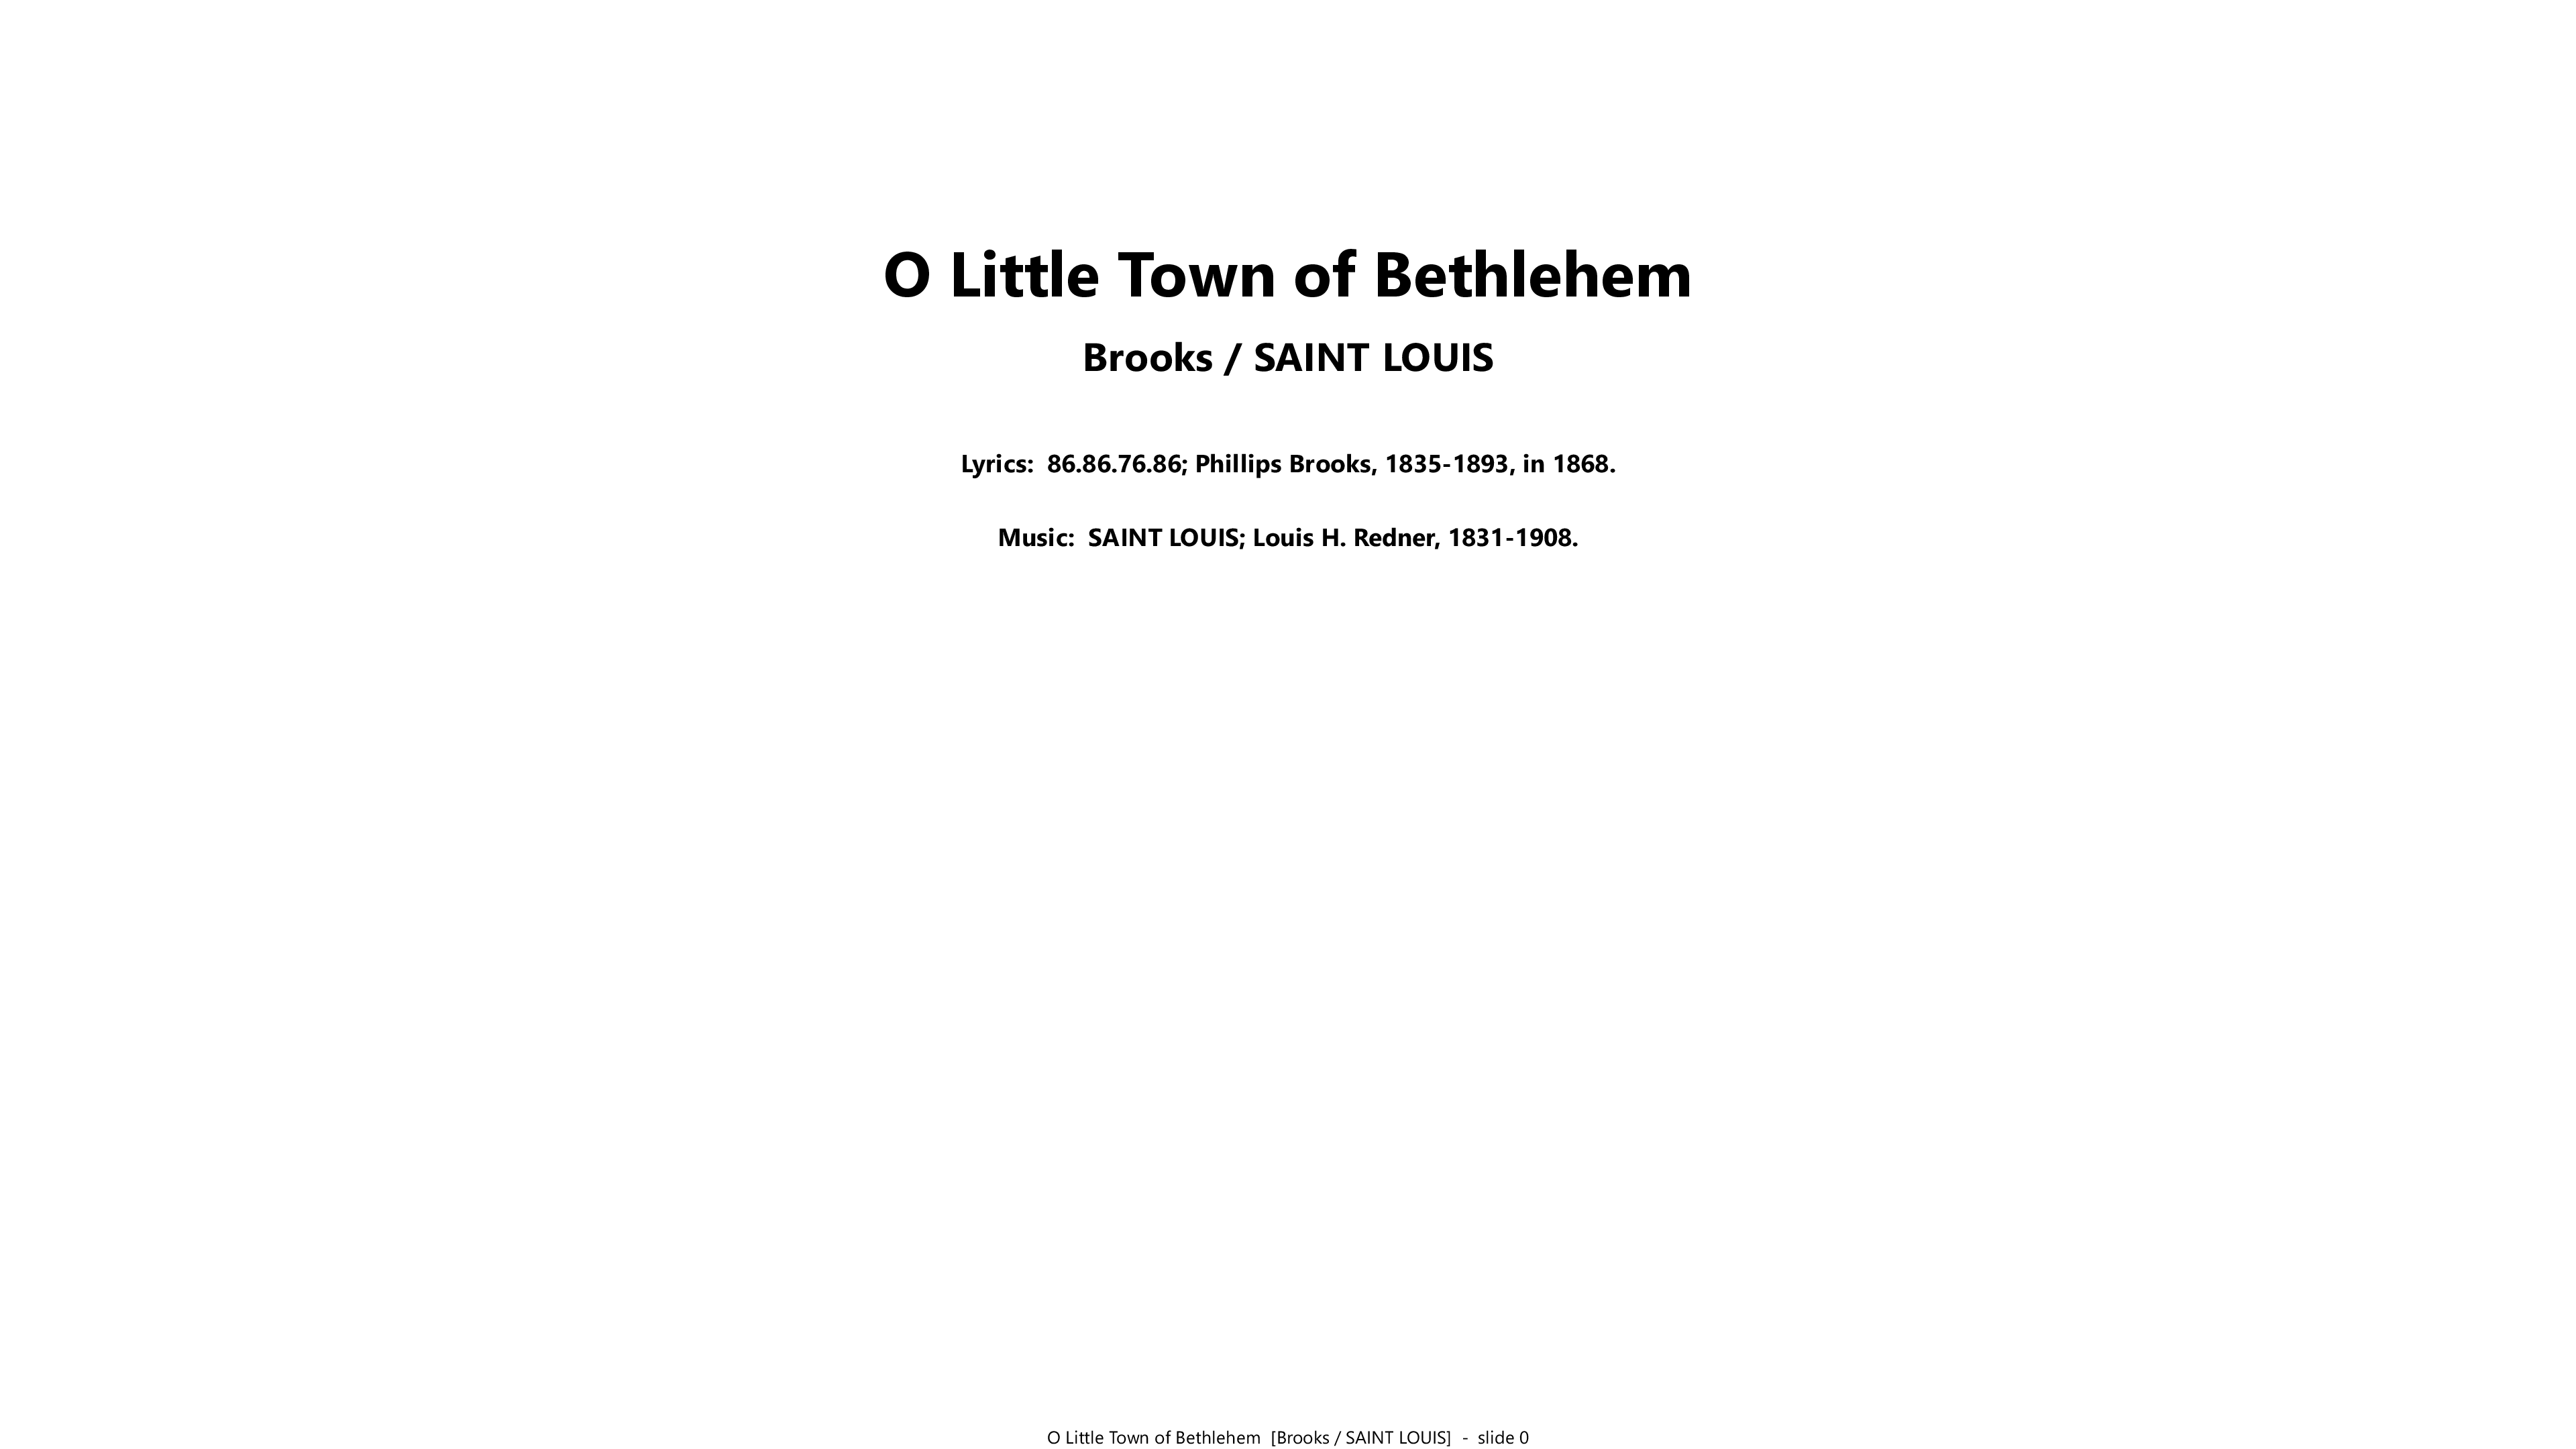 O Little Town of Bethlehem
Brooks / SAINT LOUIS
Lyrics:  86.86.76.86; Phillips Brooks, 1835-1893, in 1868.
Music:  SAINT LOUIS; Louis H. Redner, 1831-1908.
O Little Town of Bethlehem  [Brooks / SAINT LOUIS]  -  slide 0